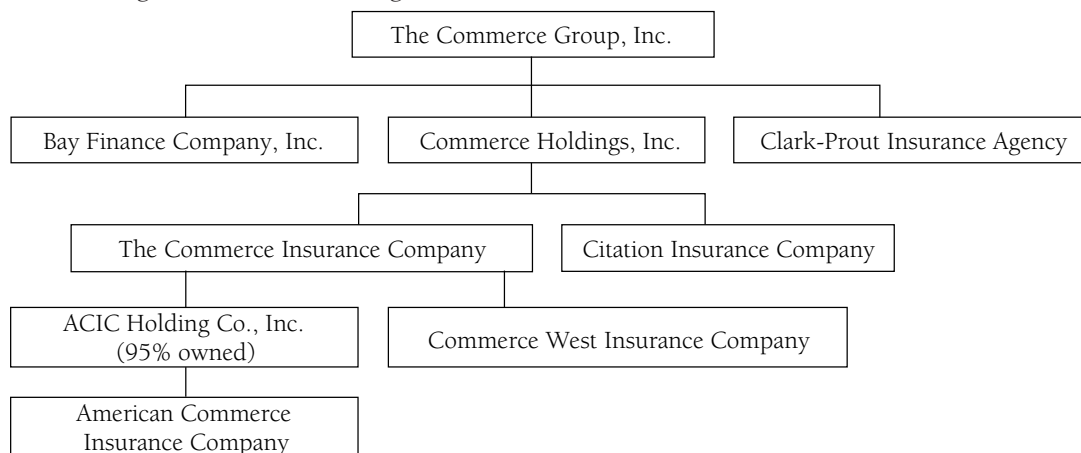 The Commerce Group, Inc.
Bay Finance Company, Inc.
Commerce Holdings, Inc.
Clark-Prout Insurance Agency
The Commerce Insurance Company
Citation Insurance Company
ACIC Holding Co., Inc.
(95% owned)
Commerce West Insurance Company
American Commerce
Insurance Company